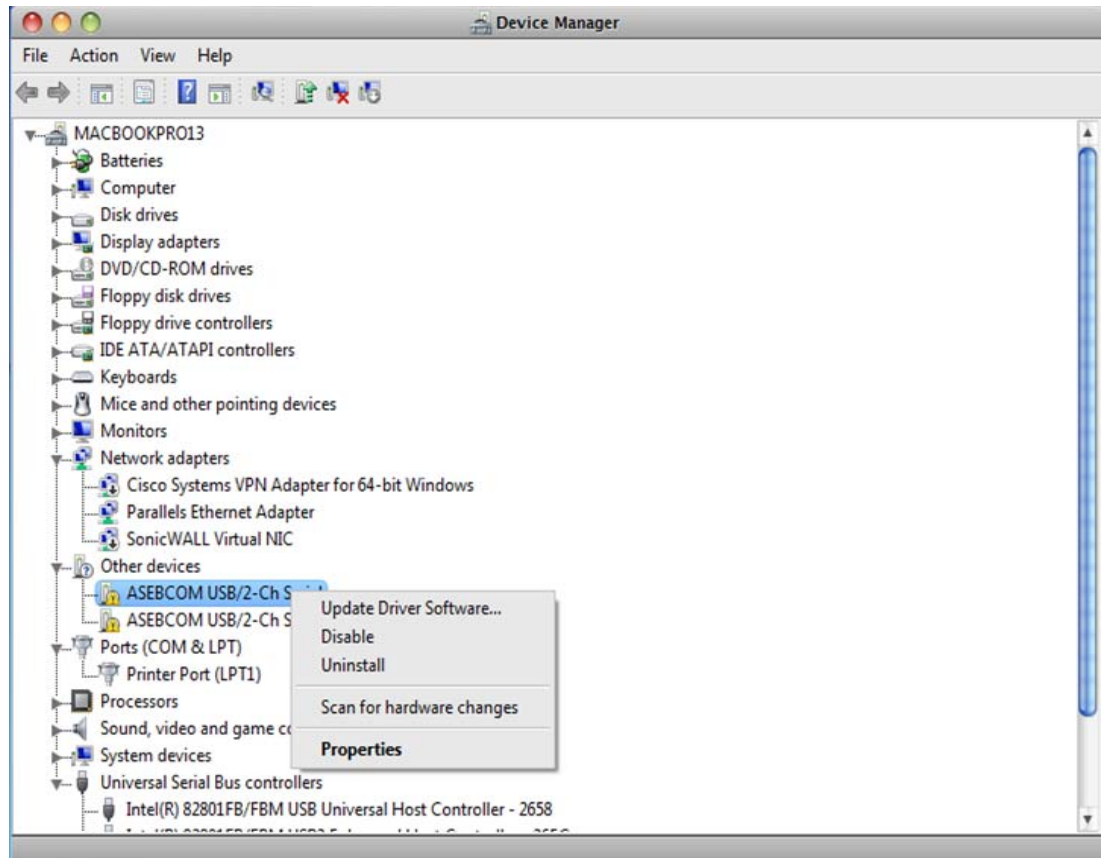 Device Manager
File Action View Help
MACBOOKPRO13
Batteries
Computer
Disk drives
Display adapters
DVD/CD-ROM drives
Floppy disk drives
Floppy drive controllers
IDE ATA/ATAPI controllers
Keyboards
Mice and other pointing devices
Monitors
Network adapters
Cisco Systems VPN Adapter for 64-bit Windows
Parallels Ethernet Adapter
SonicWALL Virtual NIC
Other devices
ASEBCOM USB/2-Ch Serial
ASEBCOM USB/2-Ch S
Ports (COM & LPT)
Printer Port (LPT1)
Processors
Sound, video and game co
System devices
Universal Serial Bus controllers
Intel(R) 82801FB/FBM USB Universal Host Controller - 2658
Update Driver Software...
Disable
Uninstall
Scan for hardware changes
Properties